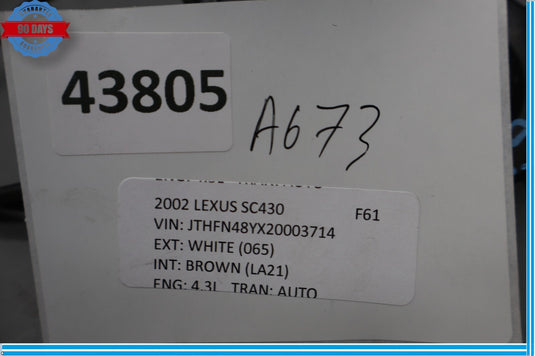 90 DAYS
43805
A673
2002 LEXUS SC430 F61
VIN: JTHFN48YX20003714
EXT: WHITE (065)
INT: BROWN (LA21)
ENG: 4.3L TRAN: AUTO